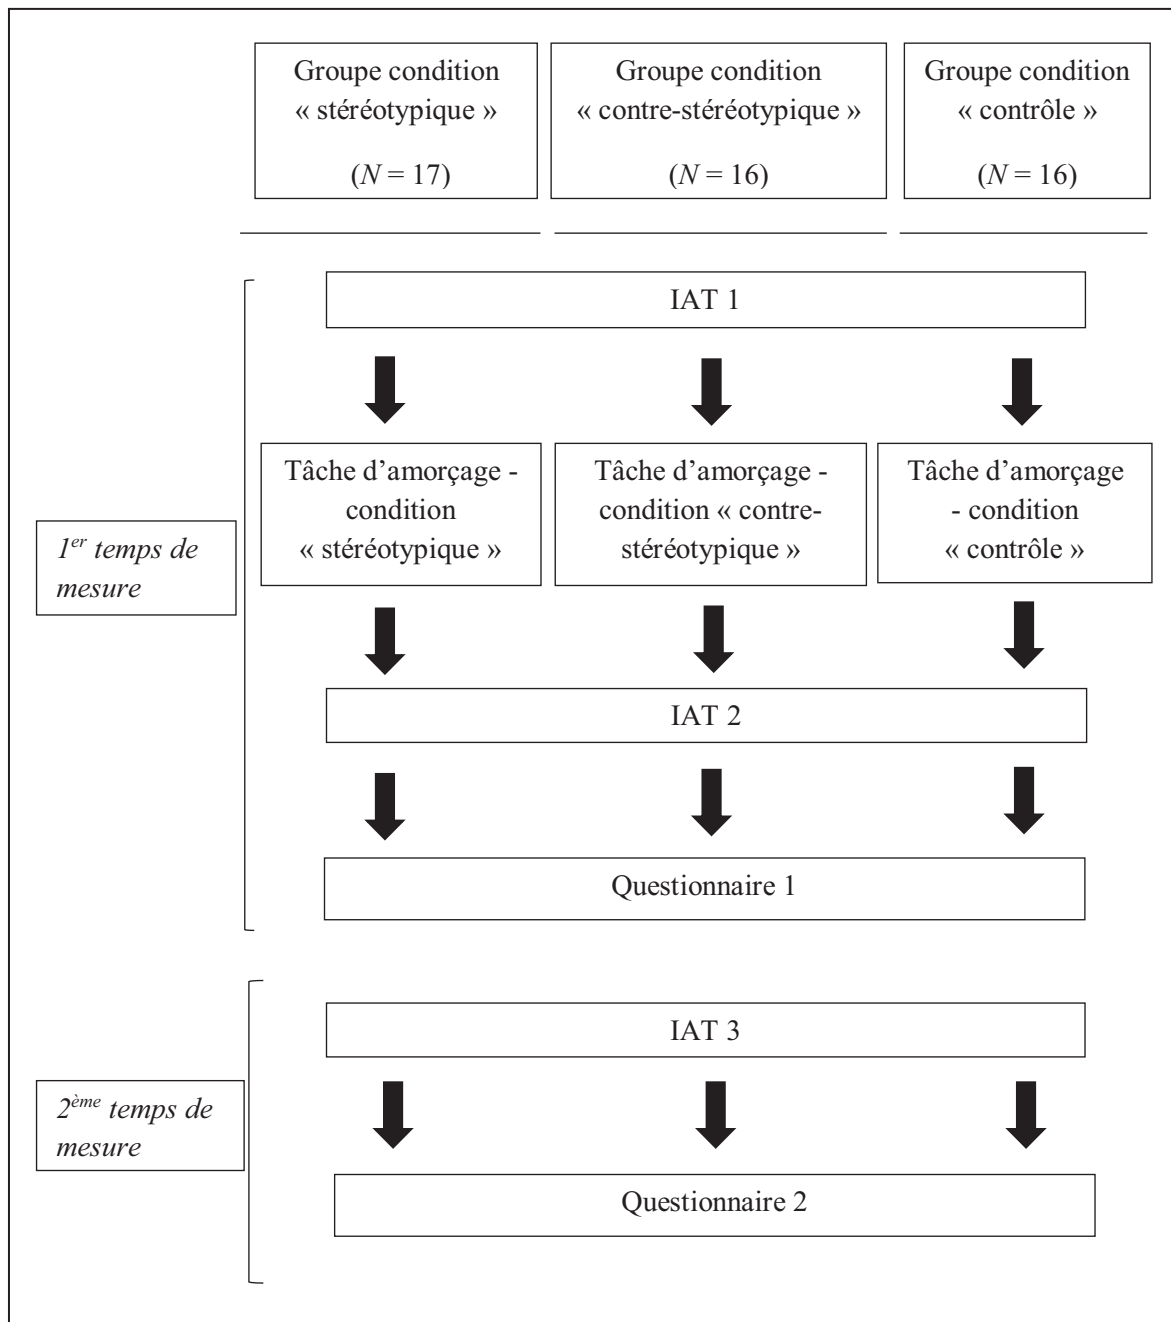 Groupe condition
« stéréotypique »
(N = 17)
Groupe condition
« contre-stéréotypique »
(N = 16)
Groupe condition
« contrôle »
(N = 16)
IAT 1
Tâche d’amorçage -
condition
« stéréotypique »
Tâche d’amorçage -
condition « contre-
stéréotypique »
Tâche d’amorçage
- condition
« contrôle »
1er temps de
mesure
IAT 2
Questionnaire 1
IAT 3
2ème temps de
mesure
Questionnaire 2